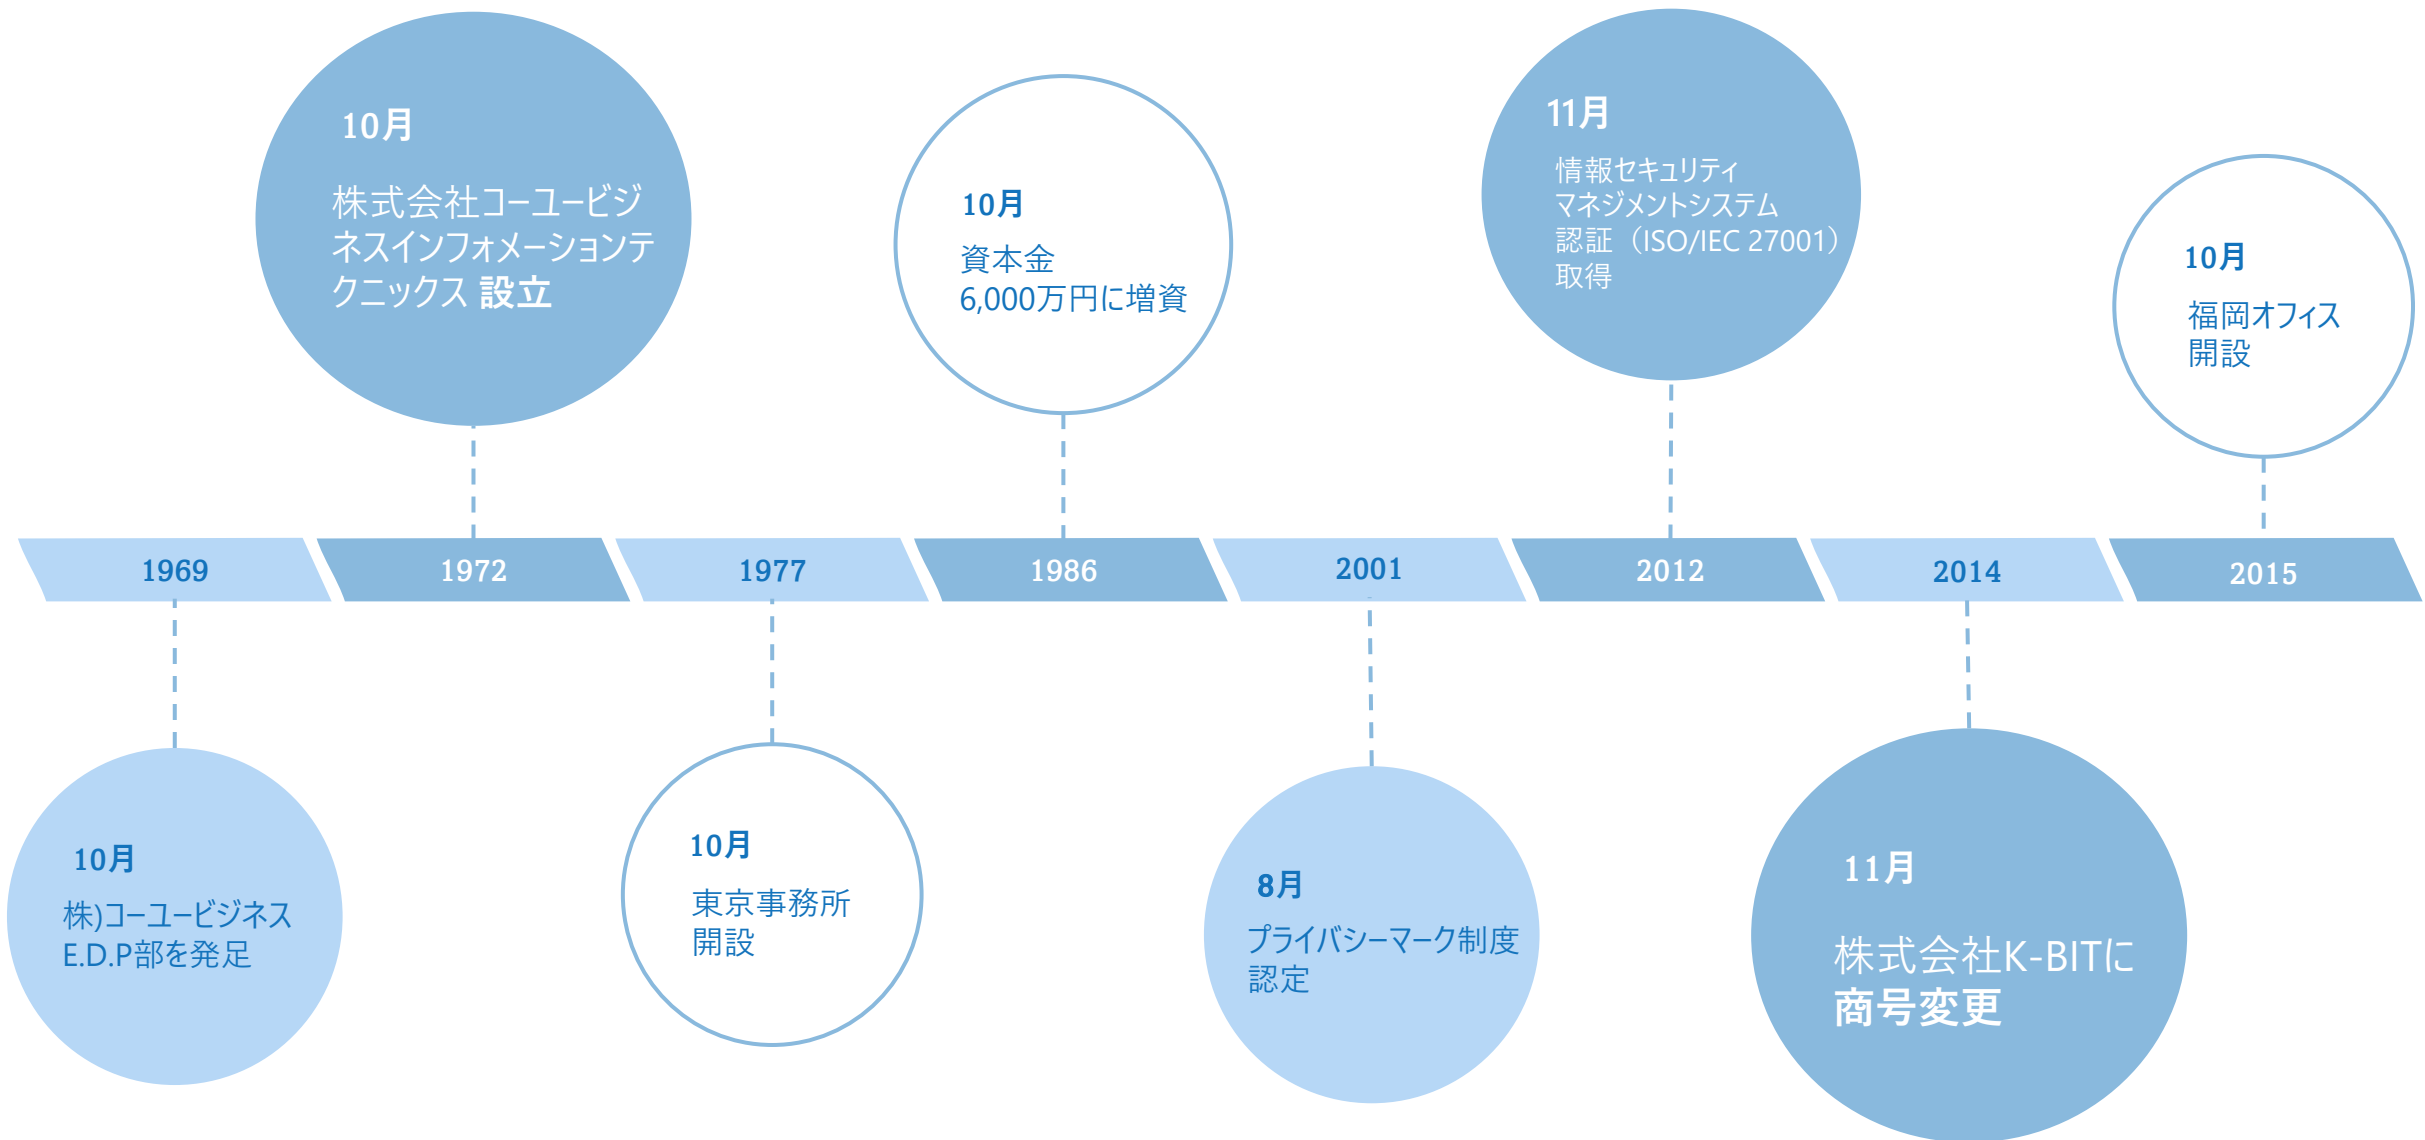 10月
株式会社コーユービジ
ネスインフォメーションテ
クニックス 設立
10月
資本金
6,000万円に増資
11月
情報セキュリティ
マネジメントシステム
認証（ISO/IEC 27001）
取得
10月
福岡オフィス
開設
1969
1972
1977
1986
2001
2012
2014
2015
10月
株)コーユービジネス
E.D.P部を発足
10月
東京事務所
開設
8月
プライバシーマーク制度
認定
11月
株式会社K-BITに
商号変更